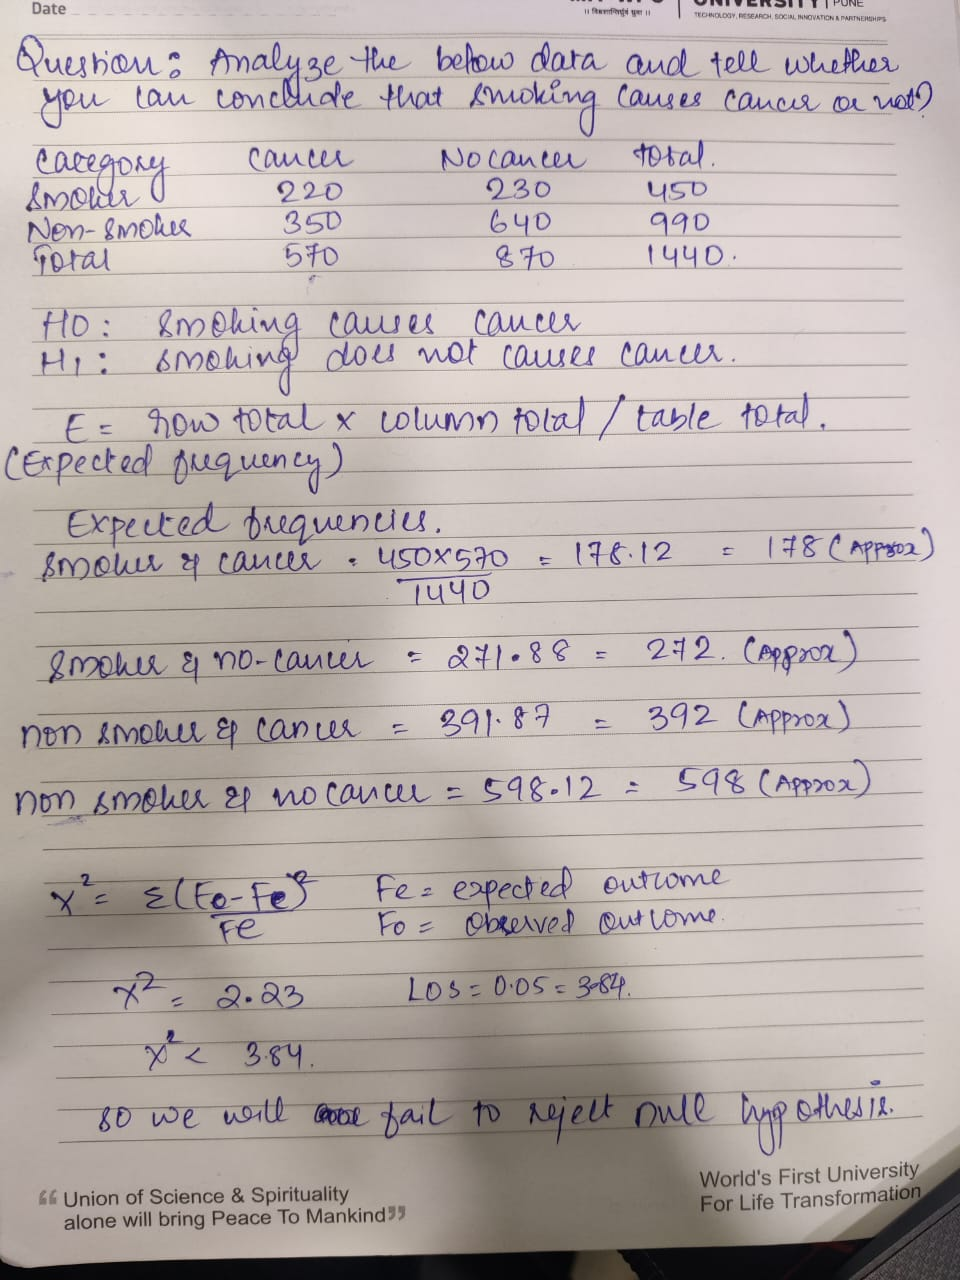 Date
UNIVERSITY | PUNE
TECHNOLOGY, RESEARCH, SOCIAL INNOVATION & PARTNERSHIPS
Question: Analyze the below data and tell whether
you can conclude that smoking causes cancer or not?
Category Cancer No cancer total.
Smoker 220 230 450
Non-Smoker 350 640 990
Total 570 870 1440.
H0: Smoking causes cancer
H1: smoking does not causes cancer.
E = row total x column total / table total.
(Expected frequency)
Expected frequencies.
Smoker & cancer = 450x570 = 178.12 = 178 (Approx)
1440
Smoker & no-cancer = 271.88 = 272. (Approx)
non smoker & cancer = 391.87 = 392 (Approx)
non smoker & no cancer = 598.12 = 598 (Approx)
x² = Σ(Fo-Fe)² Fe = expected outcome
Fe Fo = Observed outcome.
x² = 2.23 LOS = 0.05 = 3.84.
x² < 3.84.
so we will fail to reject null hypothesis.
“ Union of Science & Spirituality
alone will bring Peace To Mankind ”
World's First University
For Life Transformation